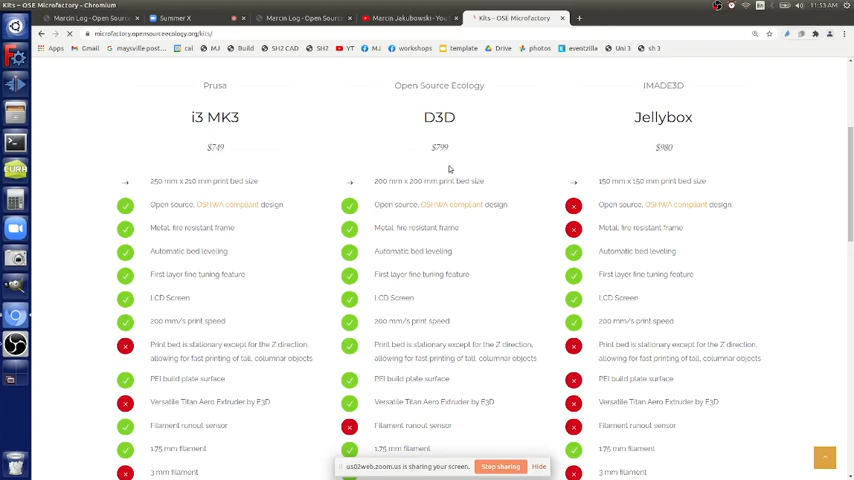 Kits – OSE Microfactory - Chromium
11:53 AM
Marcin Log - Open Sourc
Summer X
Marcin Log - Open Sourc
Marcin Jakubowski - You
Kits – OSE Microfactory
microfactory.opensourceecology.org/kits/
Apps
Gmail
mayville post...
cal
MJ
Build
SH2 CAD
SH2
YT
MJ
workshops
template
Drive
photos
eventzilla
Uni 3
sh 3
Prusa
Open Source Ecology
IMADE3D
i3 MK3
D3D
Jellybox
$749
$799
$980
250 mm x 210 mm print bed size
200 mm x 200 mm print bed size
150 mm x 150 mm print bed size
Open source, OSHWA compliant design
Open source, OSHWA compliant design
Open source, OSHWA compliant design
Metal, fire resistant frame
Metal, fire resistant frame
Metal, fire resistant frame
Automatic bed leveling
Automatic bed leveling
Automatic bed leveling
First layer fine tuning feature
First layer fine tuning feature
First layer fine tuning feature
LCD Screen
LCD Screen
LCD Screen
200 mm/s print speed
200 mm/s print speed
200 mm/s print speed
Print bed is stationary except for the Z direction,
allowing for fast printing of tall, columnar objects
Print bed is stationary except for the Z direction,
allowing for fast printing of tall, columnar objects
Print bed is stationary except for the Z direction,
allowing for fast printing of tall, columnar objects
PEI build plate surface
PEI build plate surface
PEI build plate surface
Versatile Titan Aero Extruder by E3D
Versatile Titan Aero Extruder by E3D
Versatile Titan Aero Extruder by E3D
Filament runout sensor
Filament runout sensor
Filament runout sensor
1.75 mm filament
1.75 mm filament
1.75 mm filament
3 mm filament
3 mm filament
us02web.zoom.us is sharing your screen.
Stop sharing
Hide
CURA